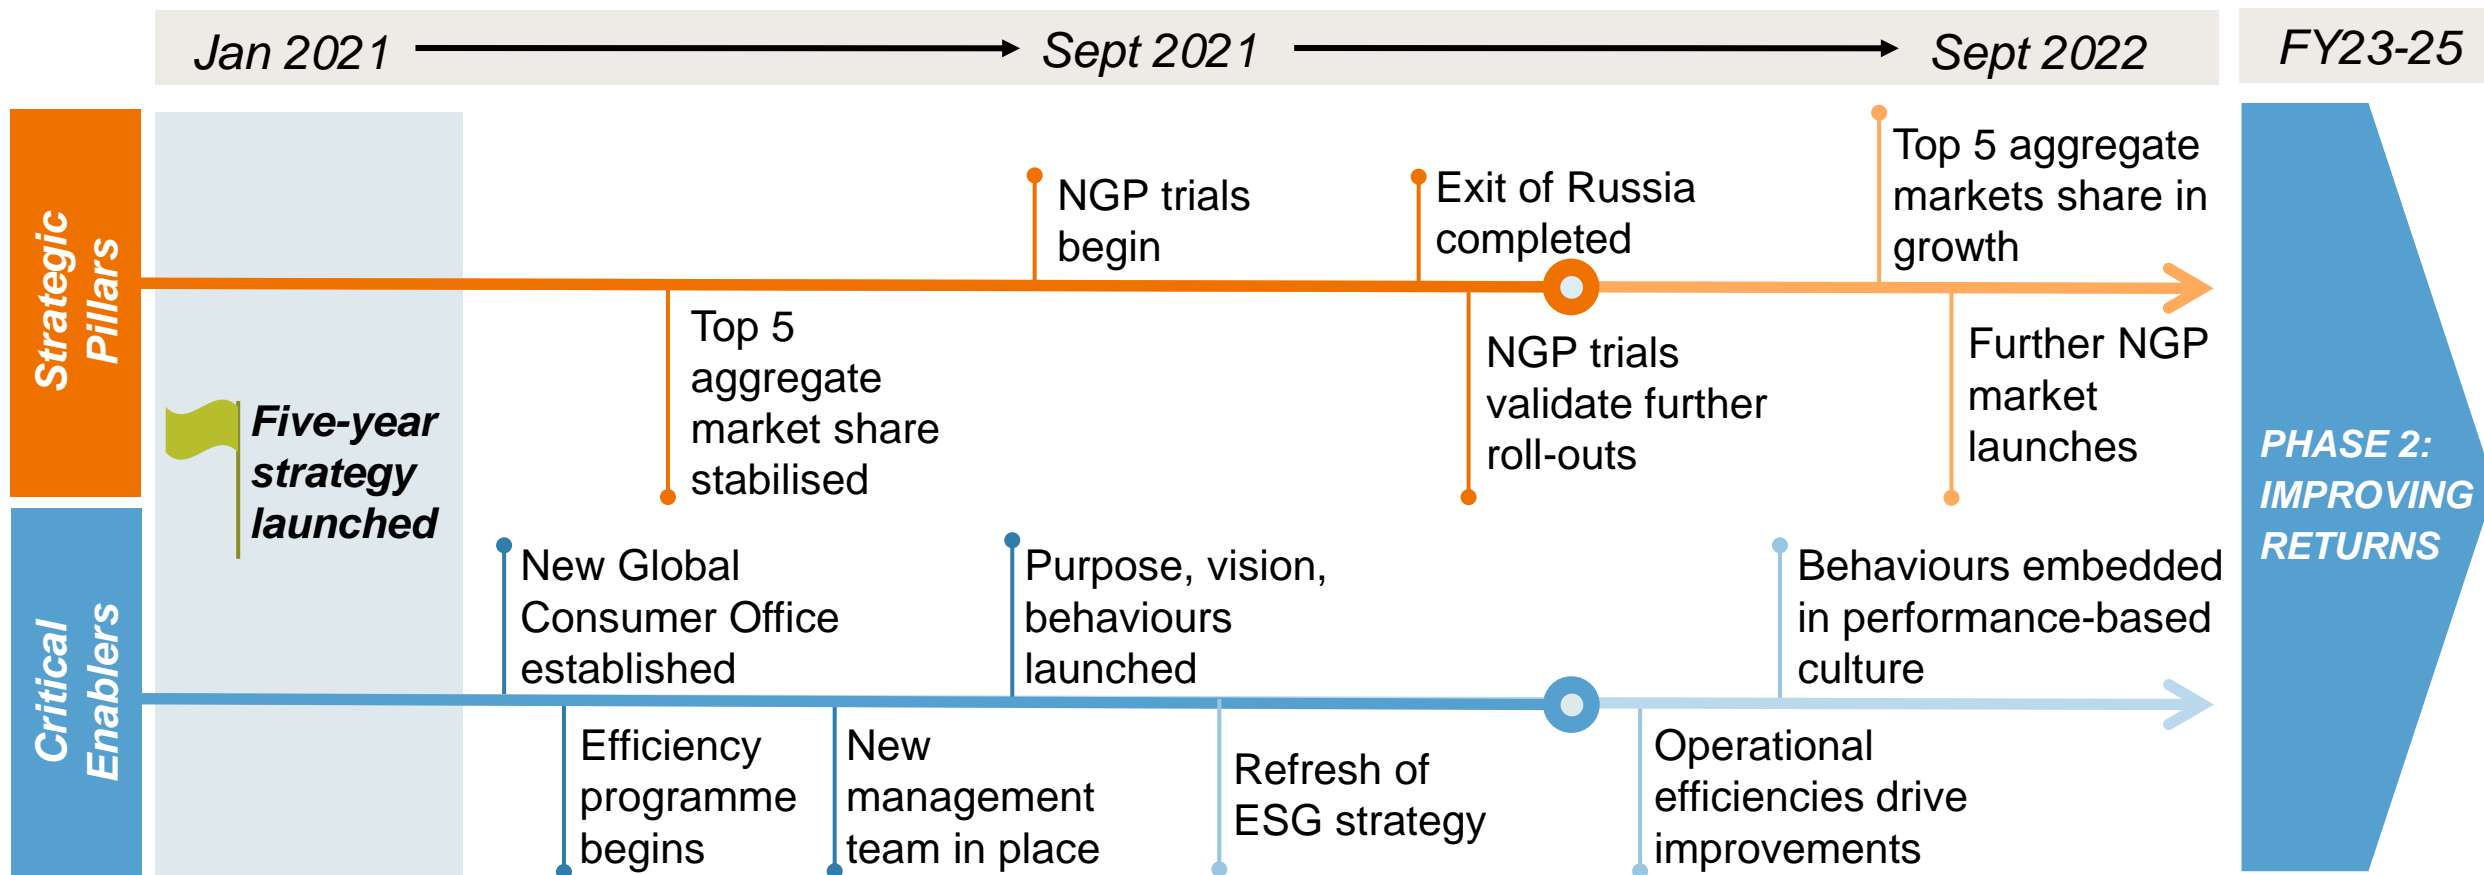 Jan 2021
Sept 2021
Sept 2022
FY23-25
Strategic
Pillars
Five-year
strategy
launched
Top 5
aggregate
market share
stabilised
NGP trials
begin
Exit of Russia
completed
NGP trials
validate further
roll-outs
Top 5 aggregate
markets share in
growth
Further NGP
market
launches
Critical
Enablers
New Global
Consumer Office
established
Efficiency
programme
begins
New
management
team in place
Purpose, vision,
behaviours
launched
Refresh of
ESG strategy
Operational
efficiencies drive
improvements
Behaviours embedded
in performance-based
culture
PHASE 2:
IMPROVING
RETURNS